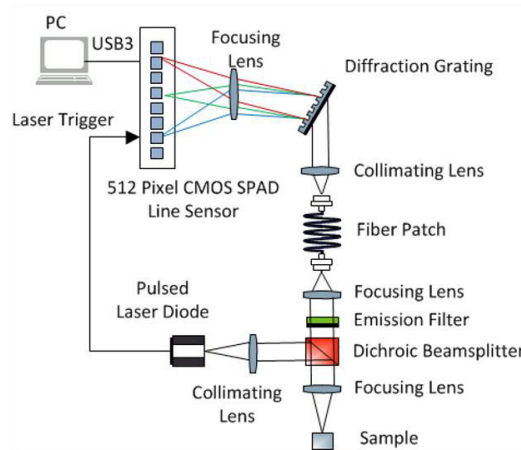 PC
USB3
Focusing
Lens
Diffraction Grating
Laser Trigger
512 Pixel CMOS SPAD
Line Sensor
Collimating Lens
Fiber Patch
Pulsed
Laser Diode
Focusing Lens
Emission Filter
Dichroic Beamsplitter
Collimating
Lens
Focusing Lens
Sample